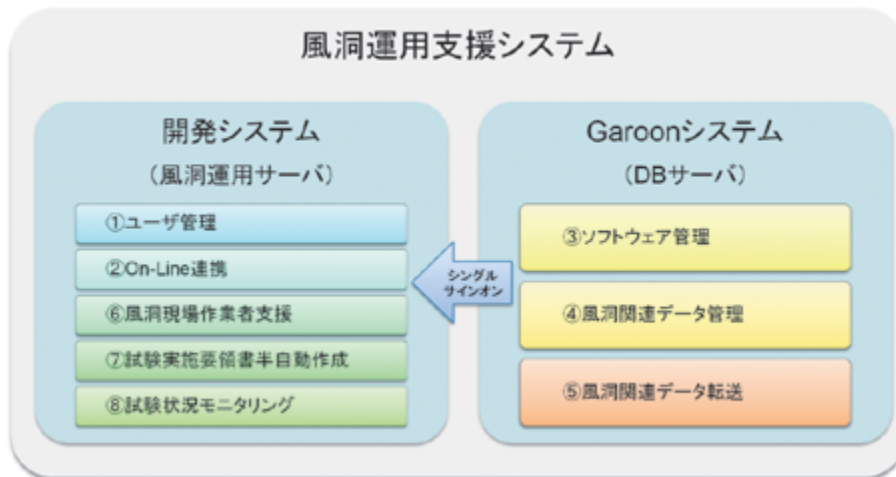 風洞運用支援システム
開発システム
（風洞運用サーバ）
①ユーザ管理
②On-Line連携
⑥風洞現場作業者支援
⑦試験実施要領書半自動作成
⑧試験状況モニタリング
シングル
サインオン
Garoonシステム
（DBサーバ）
③ソフトウェア管理
④風洞関連データ管理
⑤風洞関連データ転送